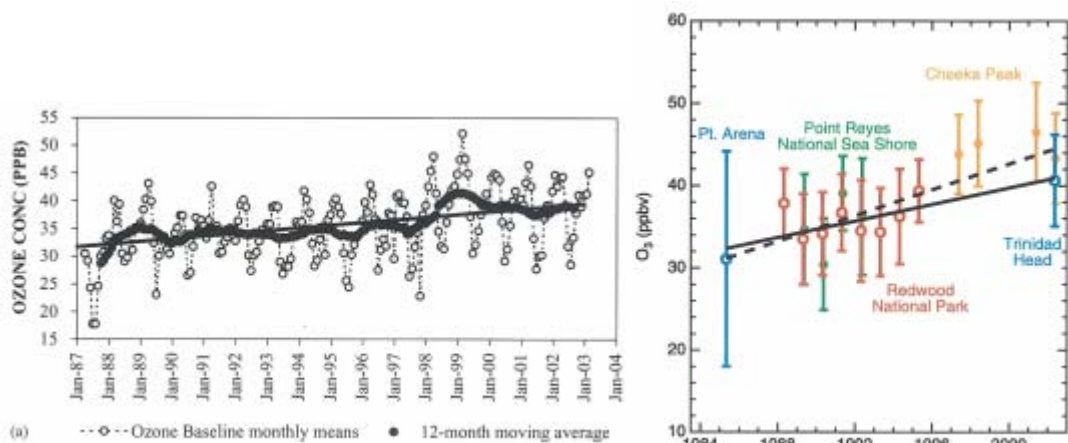 OZONE CONC (PPB)
55
50
45
40
35
30
25
20
15
Jan-87
Jan-88
Jan-89
Jan-90
Jan-91
Jan-92
Jan-93
Jan-94
Jan-95
Jan-96
Jan-97
Jan-98
Jan-99
Jan-00
Jan-01
Jan-02
Jan-03
Jan-04
(a)
Ozone Baseline monthly means
12-month moving average
O3 (ppbv)
60
50
40
30
20
10
Cheeka Peak
Pt. Arena
Point Reyes
National Sea Shore
Trinidad
Head
Redwood
National Park